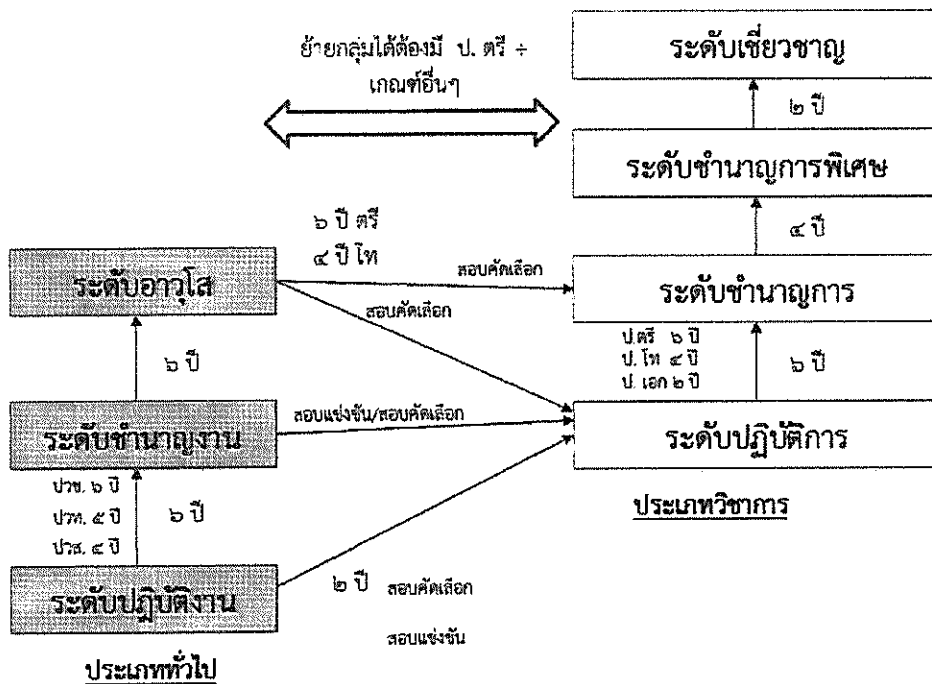 ย้ายกลุ่มได้ต้องมี ป. ตรี +
เกณฑ์อื่นๆ
ระดับเชี่ยวชาญ
๒ ปี
ระดับชำนาญการพิเศษ
๔ ปี
๖ ปี ตรี
๔ ปี โท
สอบคัดเลือก
ระดับอาวุโส
ระดับชำนาญการ
สอบคัดเลือก
ป.ตรี ๖ ปี
ป. โท ๔ ปี
ป. เอก ๒ ปี
๖ ปี
๖ ปี
สอบแข่งขัน/สอบคัดเลือก
ระดับชำนาญงาน
ระดับปฏิบัติการ
ปวช. ๖ ปี
ปวท. ๕ ปี
ปวส. ๔ ปี
๖ ปี
ประเภทวิชาการ
ระดับปฏิบัติงาน
๒ ปี สอบคัดเลือก
สอบแข่งขัน
ประเภททั่วไป